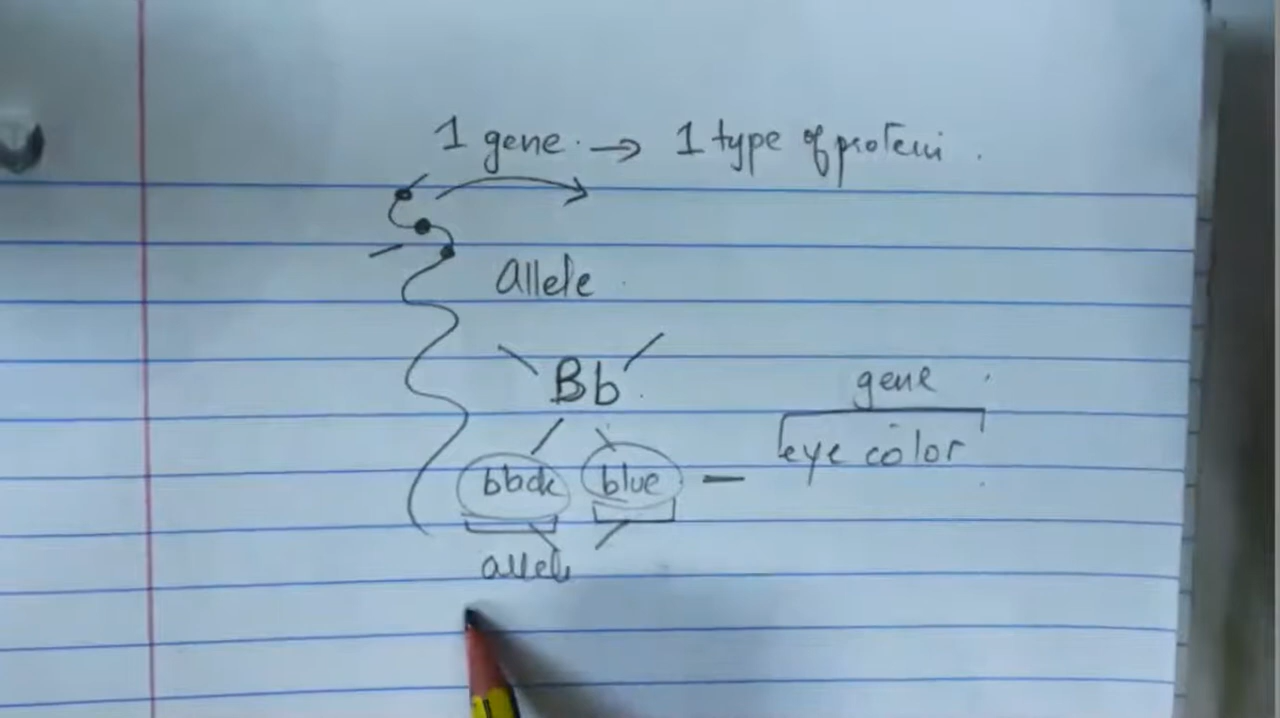 1 gene → 1 type of protein.
allele
Bb
gene
eye color
black blue —
allele